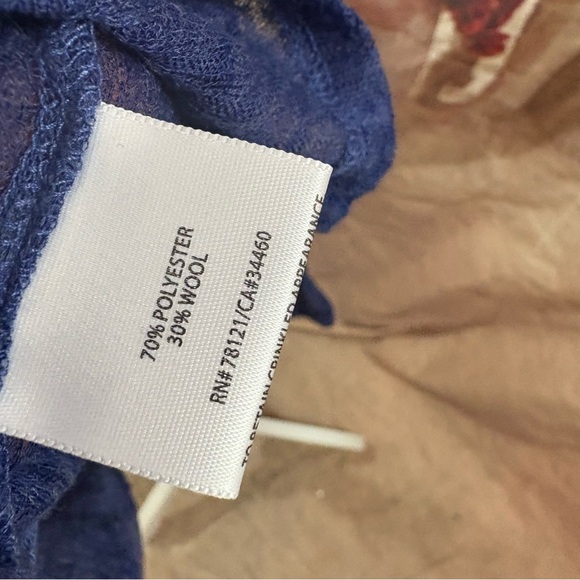 70% POLYESTER
30% WOOL
RN# 78121/CA#34460
TO RETAIN CRINKLED APPEARANCE